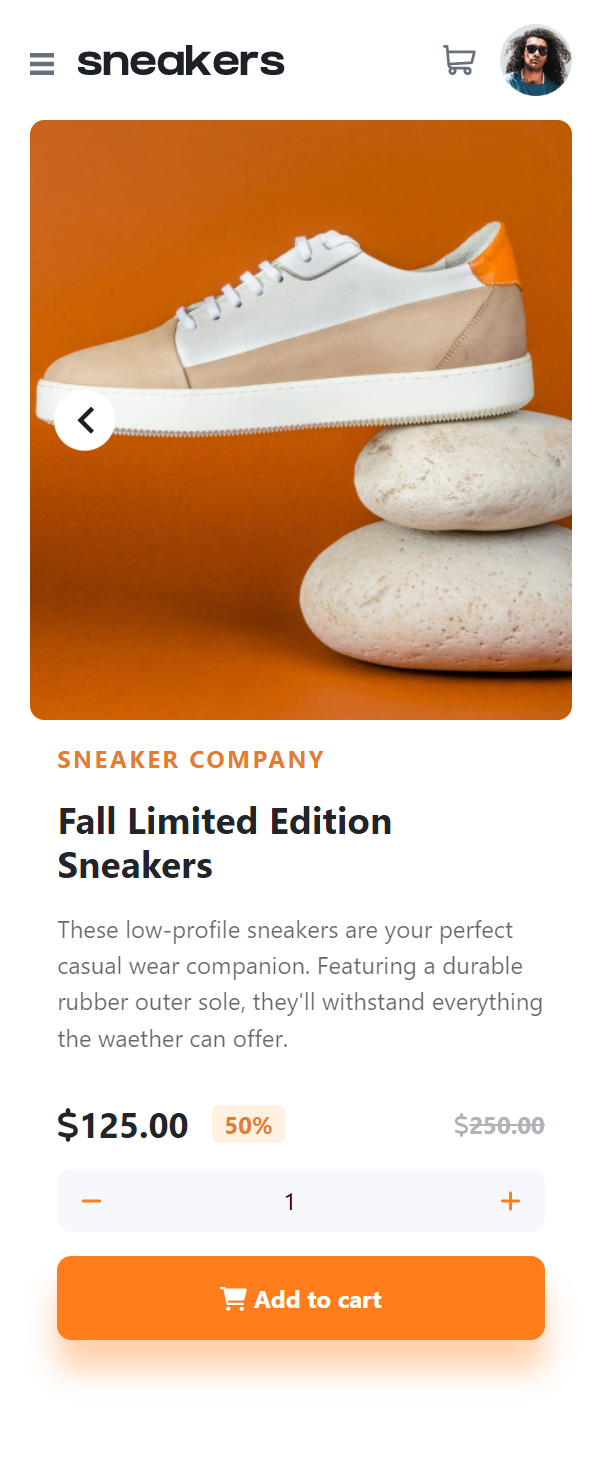 sneakers
SNEAKER COMPANY
Fall Limited Edition
Sneakers
These low-profile sneakers are your perfect
casual wear companion. Featuring a durable
rubber outer sole, they'll withstand everything
the waether can offer.
$125.00 50% $250.00
1
Add to cart